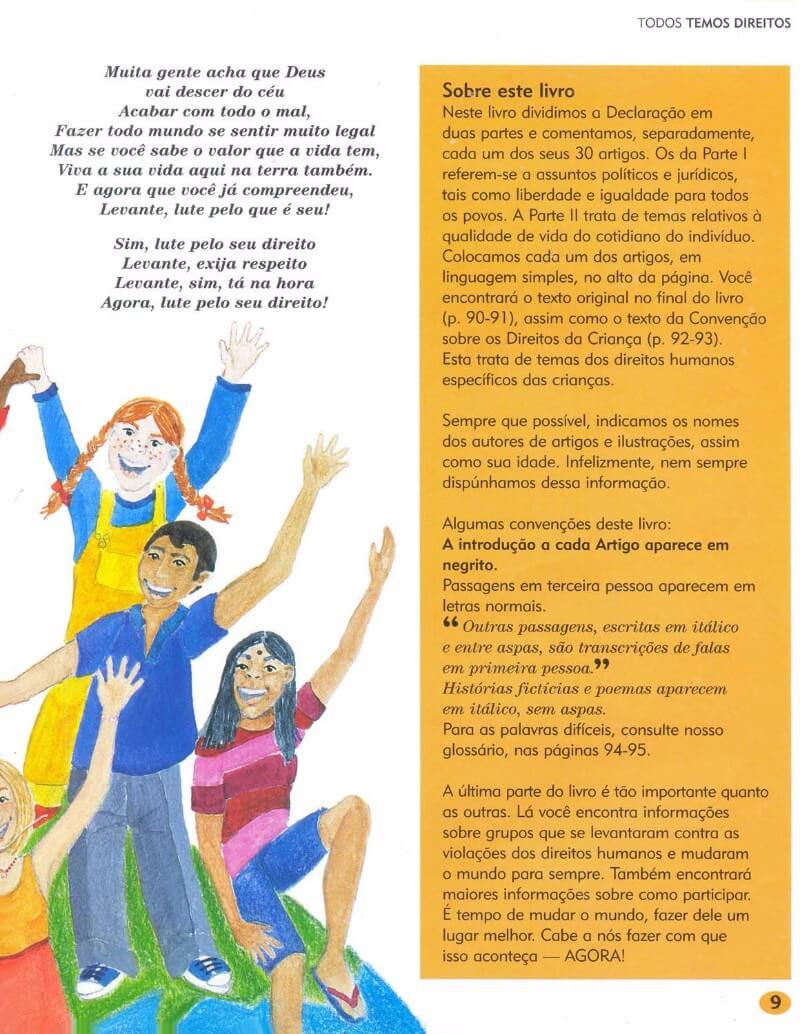 TODOS TEMOS DIREITOS
Muita gente acha que Deus
vai descer do céu
Acabar com todo o mal,
Fazer todo mundo se sentir muito legal
Mas se você sabe o valor que a vida tem,
Viva a sua vida aqui na terra também.
E agora que você já compreendeu,
Levante, lute pelo que é seu!
Sim, lute pelo seu direito
Levante, exija respeito
Levante, sim, tá na hora
Agora, lute pelo seu direito!
Sobre este livro
Neste livro dividimos a Declaração em
duas partes e comentamos, separadamente,
cada um dos seus 30 artigos. Os da Parte I
referem-se a assuntos políticos e jurídicos,
tais como liberdade e igualdade para todos
os povos. A Parte II trata de temas relativos à
qualidade de vida do cotidiano do indivíduo.
Colocamos cada um dos artigos, em
linguagem simples, no alto da página. Você
encontrará o texto original no final do livro
(p. 90-91), assim como o texto da Convenção
sobre os Direitos da Criança (p. 92-93).
Esta trata de temas dos direitos humanos
específicos das crianças.
Sempre que possível, indicamos os nomes
dos autores de artigos e ilustrações, assim
como sua idade. Infelizmente, nem sempre
dispúnhamos dessa informação.
Algumas convenções deste livro:
A introdução a cada Artigo aparece em
negrito.
Passagens em terceira pessoa aparecem em
letras normais.
“Outras passagens, escritas em itálico
e entre aspas, são transcrições de falas
em primeira pessoa.”
Histórias fictícias e poemas aparecem
em itálico, sem aspas.
Para as palavras difíceis, consulte nosso
glossário, nas páginas 94-95.
A última parte do livro é tão importante quanto
as outras. Lá você encontra informações
sobre grupos que se levantaram contra as
violações dos direitos humanos e mudaram
o mundo para sempre. Também encontrará
maiores informações sobre como participar.
É tempo de mudar o mundo, fazer dele um
lugar melhor. Cabe a nós fazer com que
isso aconteça — AGORA!
9